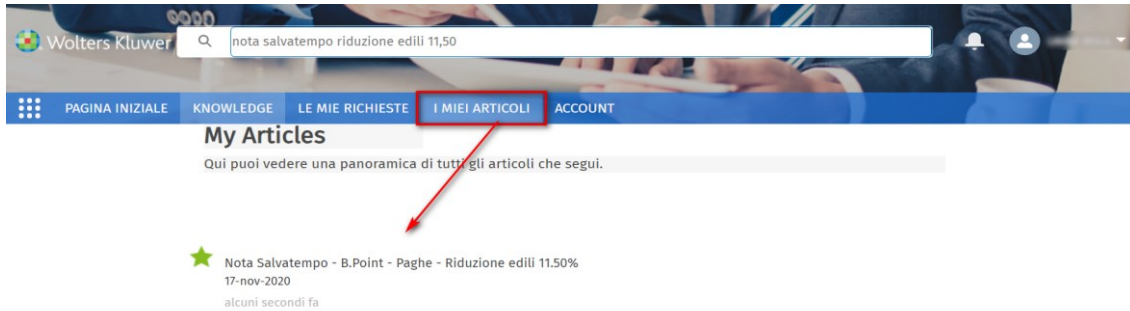 Wolters Kluwer
nota salvatempo riduzione edili 11,50
PAGINA INIZIALE KNOWLEDGE LE MIE RICHIESTE I MIEI ARTICOLI ACCOUNT
My Articles
Qui puoi vedere una panoramica di tutti gli articoli che segui.
Nota Salvatempo - B.Point - Paghe - Riduzione edili 11.50%
17-nov-2020
alcuni secondi fa